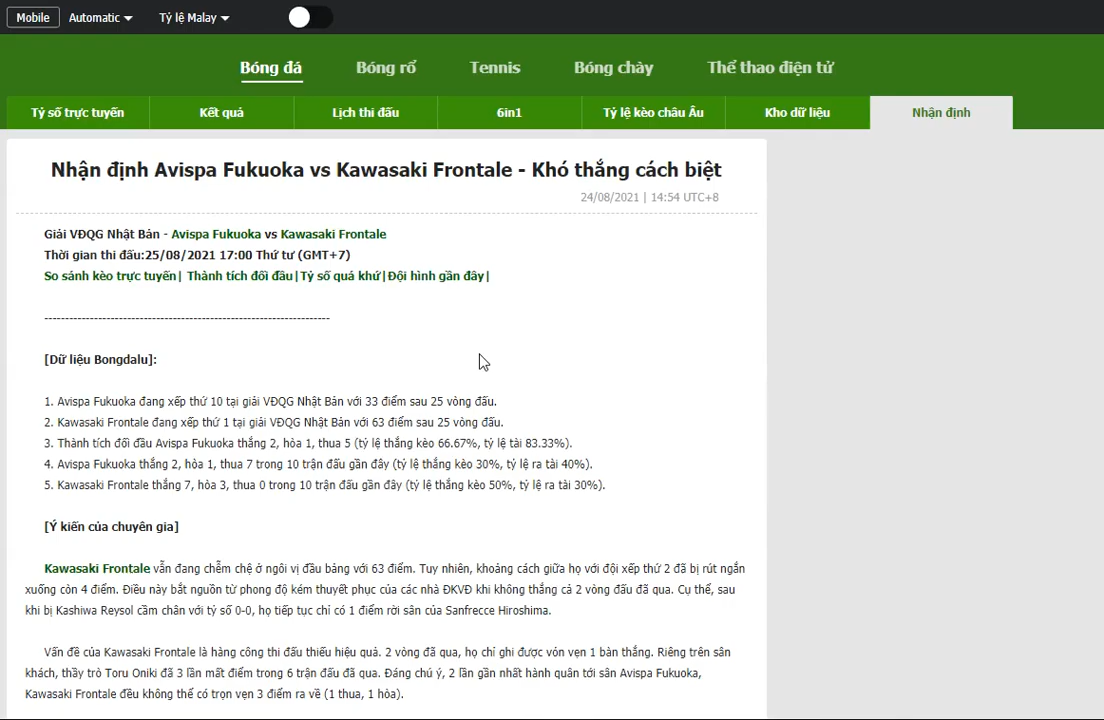 Mobile Automatic Tỷ lệ Malay
Bóng đá Bóng rổ Tennis Bóng chày Thể thao điện tử
Tỷ số trực tuyến Kết quả Lịch thi đấu 6in1 Tỷ lệ kèo châu Âu Kho dữ liệu Nhận định
Nhận định Avispa Fukuoka vs Kawasaki Frontale - Khó thắng cách biệt
24/08/2021 | 14:54 UTC+8
Giải VĐQG Nhật Bản - Avispa Fukuoka vs Kawasaki Frontale
Thời gian thi đấu:25/08/2021 17:00 Thứ tư (GMT+7)
So sánh kèo trực tuyến| Thành tích đối đầu|Tỷ số quá khứ|Đội hình gần đây|
---------------------------------------------------------------------
[Dữ liệu Bongdalu]:
1. Avispa Fukuoka đang xếp thứ 10 tại giải VĐQG Nhật Bản với 33 điểm sau 25 vòng đấu.
2. Kawasaki Frontale đang xếp thứ 1 tại giải VĐQG Nhật Bản với 63 điểm sau 25 vòng đấu.
3. Thành tích đối đầu Avispa Fukuoka thắng 2, hòa 1, thua 5 (tỷ lệ thắng kèo 66.67%, tỷ lệ tài 83.33%).
4. Avispa Fukuoka thắng 2, hòa 1, thua 7 trong 10 trận đấu gần đây (tỷ lệ thắng kèo 30%, tỷ lệ ra tài 40%).
5. Kawasaki Frontale thắng 7, hòa 3, thua 0 trong 10 trận đấu gần đây (tỷ lệ thắng kèo 50%, tỷ lệ ra tài 30%).
[Ý kiến của chuyên gia]
Kawasaki Frontale vẫn đang chễm chệ ở ngôi vị đầu bảng với 63 điểm. Tuy nhiên, khoảng cách giữa họ với đội xếp thứ 2 đã bị rút ngắn
xuống còn 4 điểm. Điều này bắt nguồn từ phong độ kém thuyết phục của các nhà ĐKVĐ khi không thắng cả 2 vòng đấu đã qua. Cụ thể, sau
khi bị Kashiwa Reysol cầm chân với tỷ số 0-0, họ tiếp tục chỉ có 1 điểm rời sân của Sanfrecce Hiroshima.
Vấn đề của Kawasaki Frontale là hàng công thi đấu thiếu hiệu quả. 2 vòng đã qua, họ chỉ ghi được vỏn vẹn 1 bàn thắng. Riêng trên sân
khách, thầy trò Toru Oniki đã 3 lần mất điểm trong 6 trận đấu đã qua. Đáng chú ý, 2 lần gần nhất hành quân tới sân Avispa Fukuoka,
Kawasaki Frontale đều không thể có trọn vẹn 3 điểm ra về (1 thua, 1 hòa).